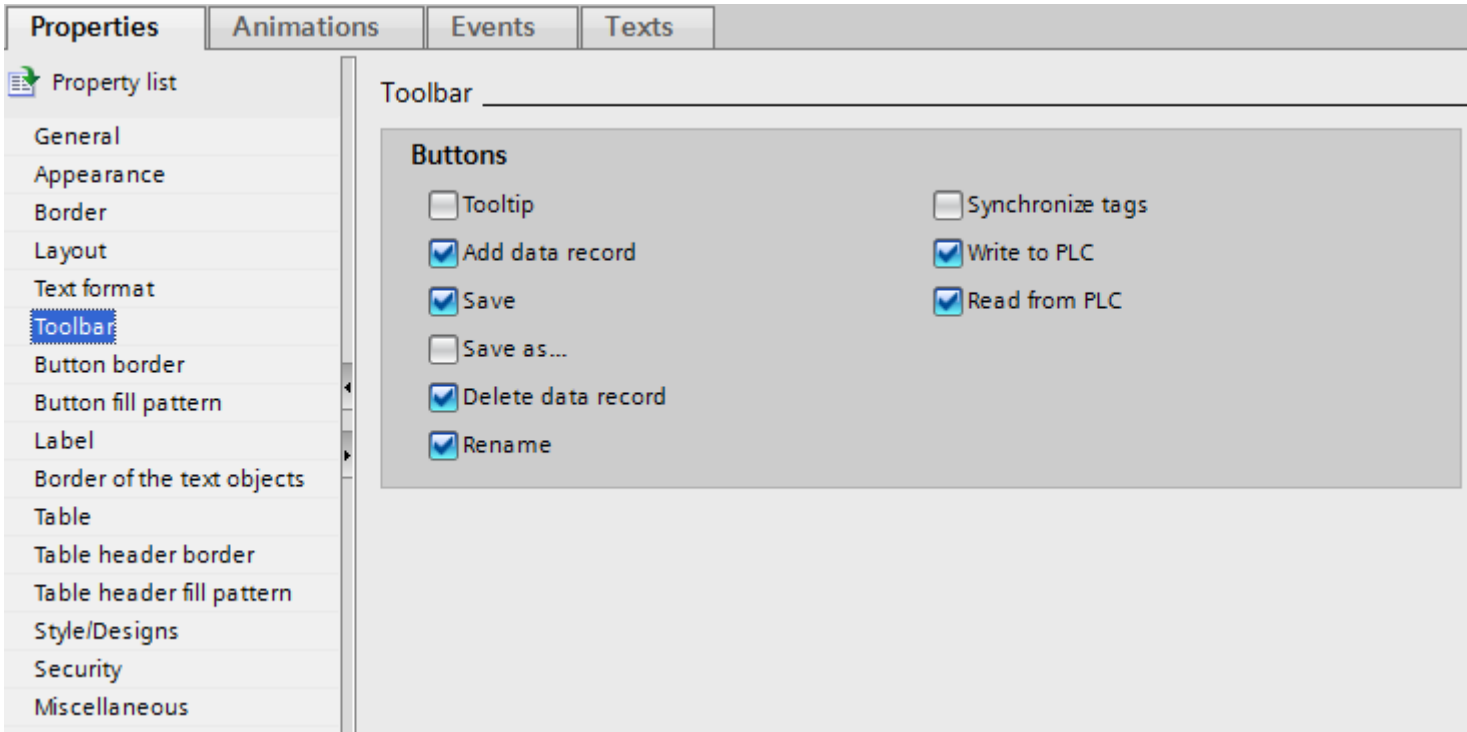 Properties
Animations
Events
Texts
Property list
General
Appearance
Border
Layout
Text format
Toolbar
Button border
Button fill pattern
Label
Border of the text objects
Table
Table header border
Table header fill pattern
Style/Designs
Security
Miscellaneous
Toolbar
Buttons
Tooltip
Add data record
Save
Save as...
Delete data record
Rename
Synchronize tags
Write to PLC
Read from PLC